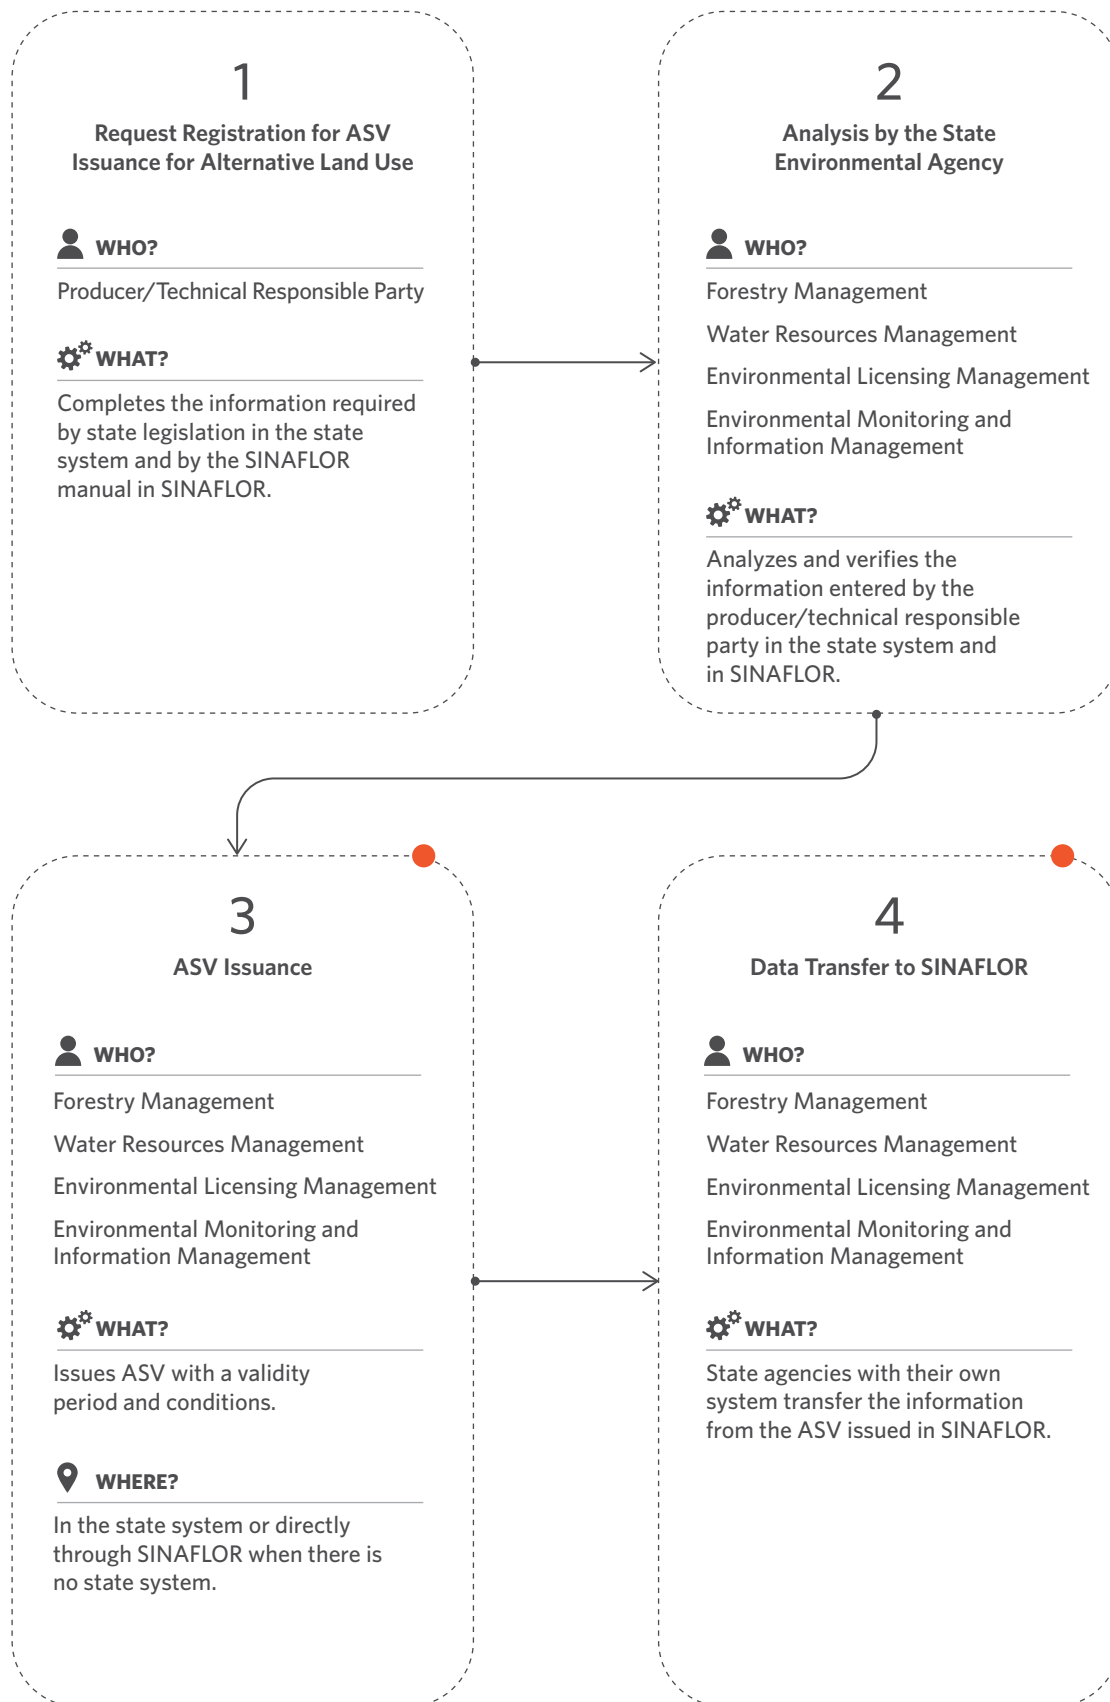 1
Request Registration for ASV
Issuance for Alternative Land Use
WHO?
Producer/Technical Responsible Party
WHAT?
Completes the information required
by state legislation in the state
system and by the SINAFLOR
manual in SINAFLOR.
2
Analysis by the State
Environmental Agency
WHO?
Forestry Management
Water Resources Management
Environmental Licensing Management
Environmental Monitoring and
Information Management
WHAT?
Analyzes and verifies the
information entered by the
producer/technical responsible
party in the state system and
in SINAFLOR.
3
ASV Issuance
WHO?
Forestry Management
Water Resources Management
Environmental Licensing Management
Environmental Monitoring and
Information Management
WHAT?
Issues ASV with a validity
period and conditions.
WHERE?
In the state system or directly
through SINAFLOR when there is
no state system.
4
Data Transfer to SINAFLOR
WHO?
Forestry Management
Water Resources Management
Environmental Licensing Management
Environmental Monitoring and
Information Management
WHAT?
State agencies with their own
system transfer the information
from the ASV issued in SINAFLOR.